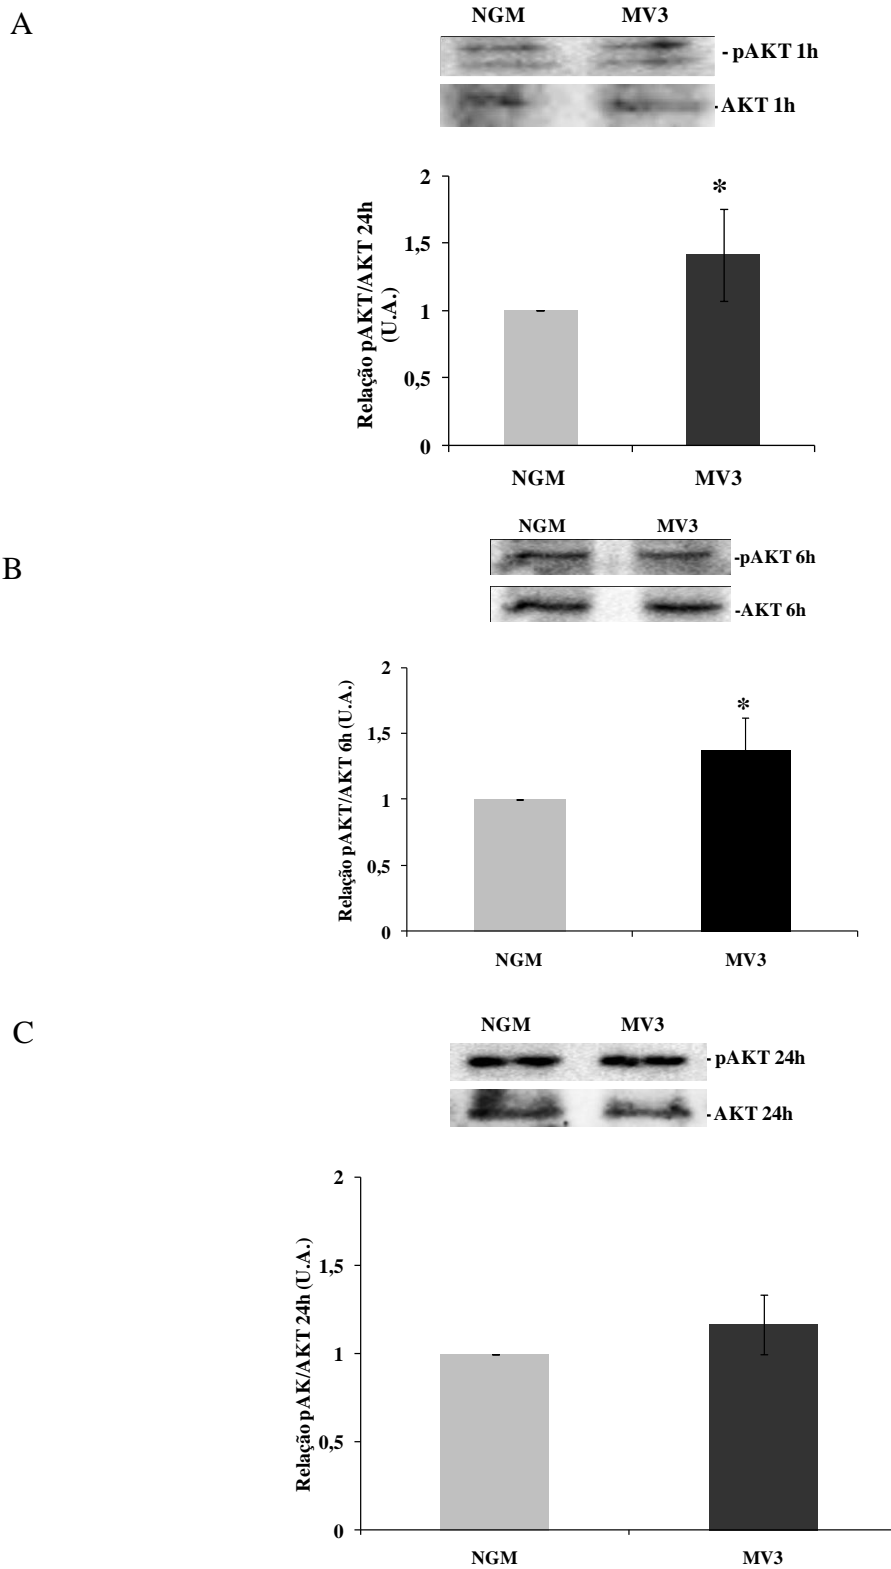 A
NGM MV3
- pAKT 1h
- AKT 1h
*
2
1,5
1
0,5
0
Relação pAKT/AKT 24h
(U.A.)
NGM MV3
B
NGM MV3
-pAKT 6h
-AKT 6h
*
2
1,5
1
0,5
0
Relação pAKT/AKT 6h (U.A.)
NGM MV3
C
NGM MV3
- pAKT 24h
- AKT 24h
2
1,5
1
0,5
0
Relação pAK/AKT 24h (U.A.)
NGM MV3